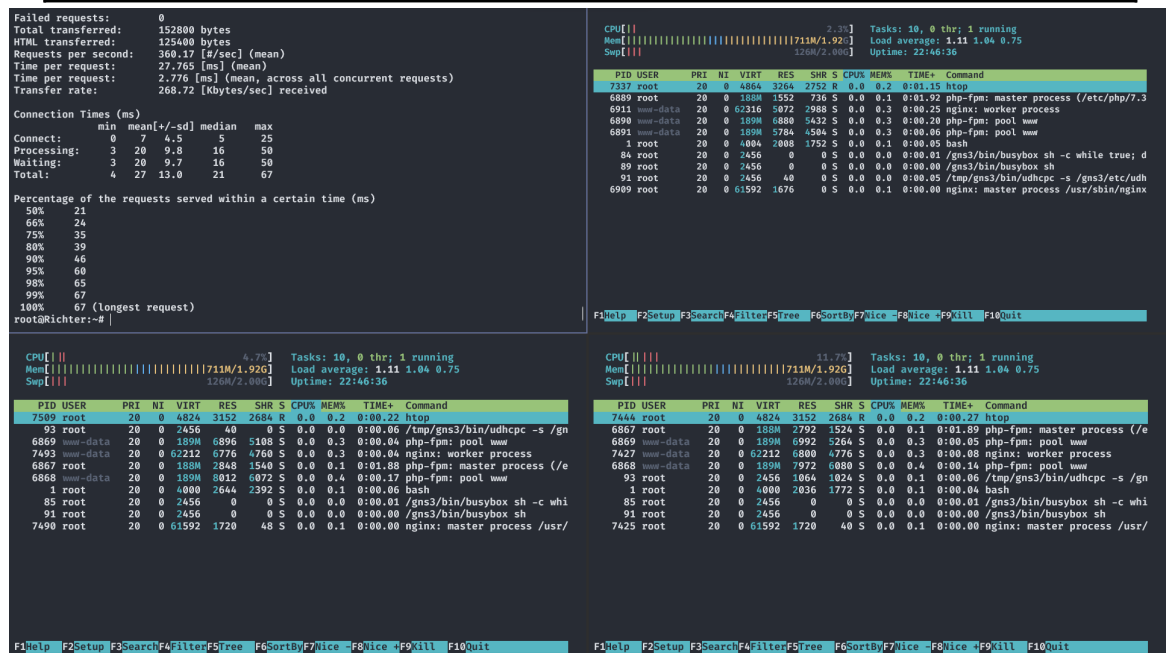 Failed requests:        0
Total transferred:      152800 bytes
HTML transferred:       125400 bytes
Requests per second:    360.17 [#/sec] (mean)
Time per request:       27.765 [ms] (mean)
Time per request:       2.776 [ms] (mean, across all concurrent requests)
Transfer rate:          268.72 [Kbytes/sec] received
Connection Times (ms)
              min  mean[+/-sd] median   max
Connect:        0    7   4.5      5      25
Processing:     3   20   9.8     16      50
Waiting:        3   20   9.7     16      50
Total:          4   27  13.0     21      67
Percentage of the requests served within a certain time (ms)
  50%     21
  66%     24
  75%     35
  80%     39
  90%     46
  95%     60
  98%     65
  99%     67
 100%     67 (longest request)
root@Richter:~#
CPU[|| 2.3%] Tasks: 10, 0 thr; 1 running
Mem[||||||||||||||||||||||||||||711M/1.92G] Load average: 1.11 1.04 0.75
Swp[||| 126M/2.00G] Uptime: 22:46:36
PID USER PRI NI VIRT RES SHR S CPU% MEM% TIME+ Command
7337 root 20 0 4864 3264 2752 R 0.0 0.2 0:01.15 htop
6889 root 20 0 188M 1552 736 S 0.0 0.1 0:01.92 php-fpm: master process (/etc/php/7.3
6911 www-data 20 0 62316 5072 2988 S 0.0 0.3 0:00.25 nginx: worker process
6890 www-data 20 0 189M 6880 5432 S 0.0 0.3 0:00.20 php-fpm: pool www
6891 www-data 20 0 189M 5784 4504 S 0.0 0.3 0:00.06 php-fpm: pool www
1 root 20 0 4004 2008 1752 S 0.0 0.1 0:00.05 bash
84 root 20 0 2456 0 0 S 0.0 0.0 0:00.01 /gns3/bin/busybox sh -c while true; d
89 root 20 0 2456 0 0 S 0.0 0.0 0:00.00 /gns3/bin/busybox sh
91 root 20 0 2456 40 0 S 0.0 0.0 0:00.05 /tmp/gns3/bin/udhcpc -s /gns3/etc/udh
6909 root 20 0 61592 1676 0 S 0.0 0.1 0:00.00 nginx: master process /usr/sbin/nginx
F1Help F2Setup F3SearchF4FilterF5Tree F6SortByF7Nice -F8Nice +F9Kill F10Quit
CPU[||| 4.7%] Tasks: 10, 0 thr; 1 running
Mem[||||||||||||||||||||||||||||711M/1.92G] Load average: 1.11 1.04 0.75
Swp[||| 126M/2.00G] Uptime: 22:46:36
PID USER PRI NI VIRT RES SHR S CPU% MEM% TIME+ Command
7509 root 20 0 4824 3152 2684 R 0.0 0.2 0:00.22 htop
93 root 20 0 2456 40 0 S 0.0 0.0 0:00.06 /tmp/gns3/bin/udhcpc -s /gn
6869 www-data 20 0 189M 6896 5108 S 0.0 0.3 0:00.04 php-fpm: pool www
7493 www-data 20 0 62212 6776 4760 S 0.0 0.3 0:00.04 nginx: worker process
6867 root 20 0 188M 2848 1540 S 0.0 0.1 0:01.88 php-fpm: master process (/e
6868 www-data 20 0 189M 8012 6072 S 0.0 0.4 0:00.17 php-fpm: pool www
1 root 20 0 4000 2644 2392 S 0.0 0.1 0:00.06 bash
85 root 20 0 2456 0 0 S 0.0 0.0 0:00.01 /gns3/bin/busybox sh -c whi
91 root 20 0 2456 0 0 S 0.0 0.0 0:00.00 /gns3/bin/busybox sh
7490 root 20 0 61592 1720 48 S 0.0 0.1 0:00.00 nginx: master process /usr/
F1Help F2Setup F3SearchF4FilterF5Tree F6SortByF7Nice -F8Nice +F9Kill F10Quit
CPU[||||| 11.7%] Tasks: 10, 0 thr; 1 running
Mem[||||||||||||||||||||||||||||711M/1.92G] Load average: 1.11 1.04 0.75
Swp[||| 126M/2.00G] Uptime: 22:46:36
PID USER PRI NI VIRT RES SHR S CPU% MEM% TIME+ Command
7444 root 20 0 4824 3152 2684 R 0.0 0.2 0:00.27 htop
6867 root 20 0 188M 2792 1524 S 0.0 0.1 0:01.89 php-fpm: master process (/e
6869 www-data 20 0 189M 6992 5264 S 0.0 0.3 0:00.05 php-fpm: pool www
7427 www-data 20 0 62212 6800 4776 S 0.0 0.3 0:00.08 nginx: worker process
6868 www-data 20 0 189M 7972 6080 S 0.0 0.4 0:00.14 php-fpm: pool www
93 root 20 0 2456 1064 1024 S 0.0 0.1 0:00.06 /tmp/gns3/bin/udhcpc -s /gn
1 root 20 0 4000 2036 1772 S 0.0 0.1 0:00.04 bash
85 root 20 0 2456 0 0 S 0.0 0.0 0:00.01 /gns3/bin/busybox sh -c whi
91 root 20 0 2456 0 0 S 0.0 0.0 0:00.00 /gns3/bin/busybox sh
7425 root 20 0 61592 1720 40 S 0.0 0.1 0:00.00 nginx: master process /usr/
F1Help F2Setup F3SearchF4FilterF5Tree F6SortByF7Nice -F8Nice +F9Kill F10Quit